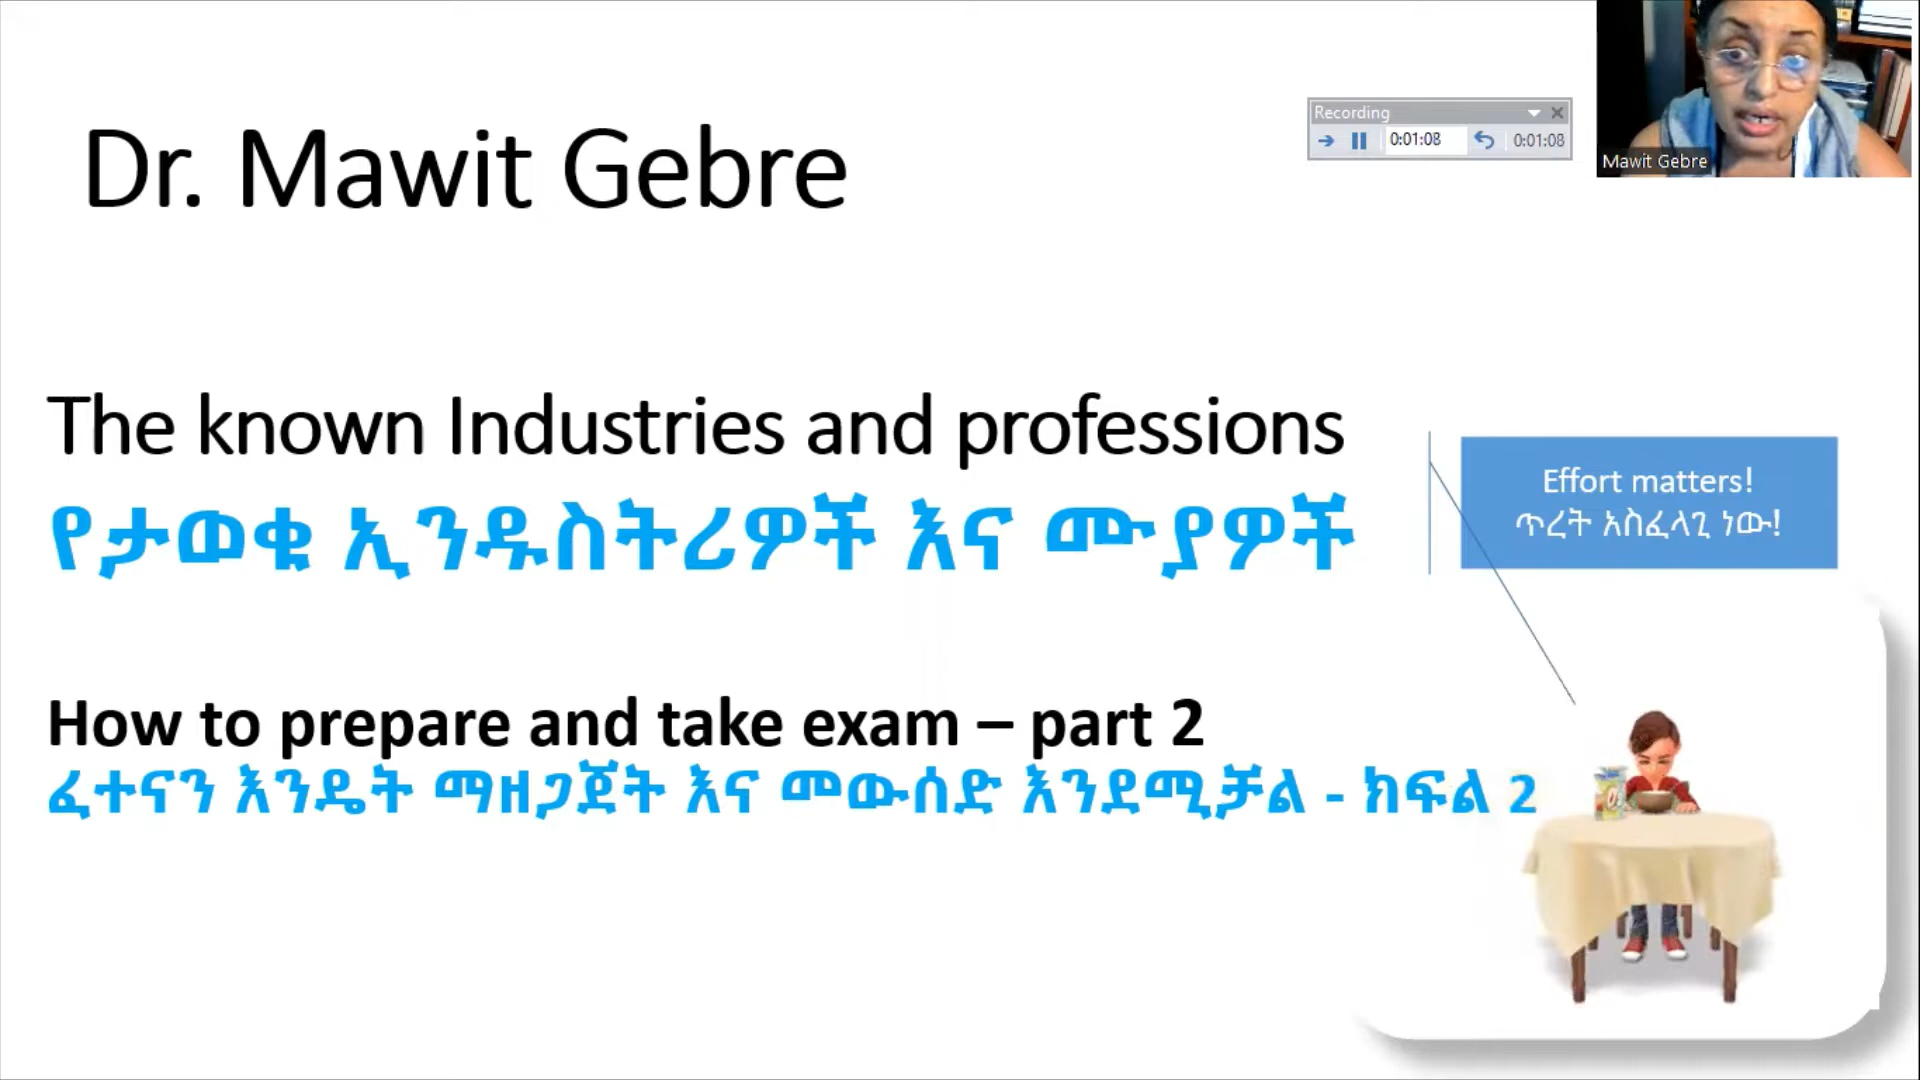 Dr. Mawit Gebre
Recording
0:01:08
0:01:08
Mawit Gebre
The known Industries and professions
የታወቁ ኢንዱስትሪዎች እና ሙያዎች
Effort matters!
ጥረት አስፈላጊ ነው!
How to prepare and take exam – part 2
ፈተናን እንዴት ማዘጋጀት እና መውሰድ እንደሚቻል - ክፍል 2